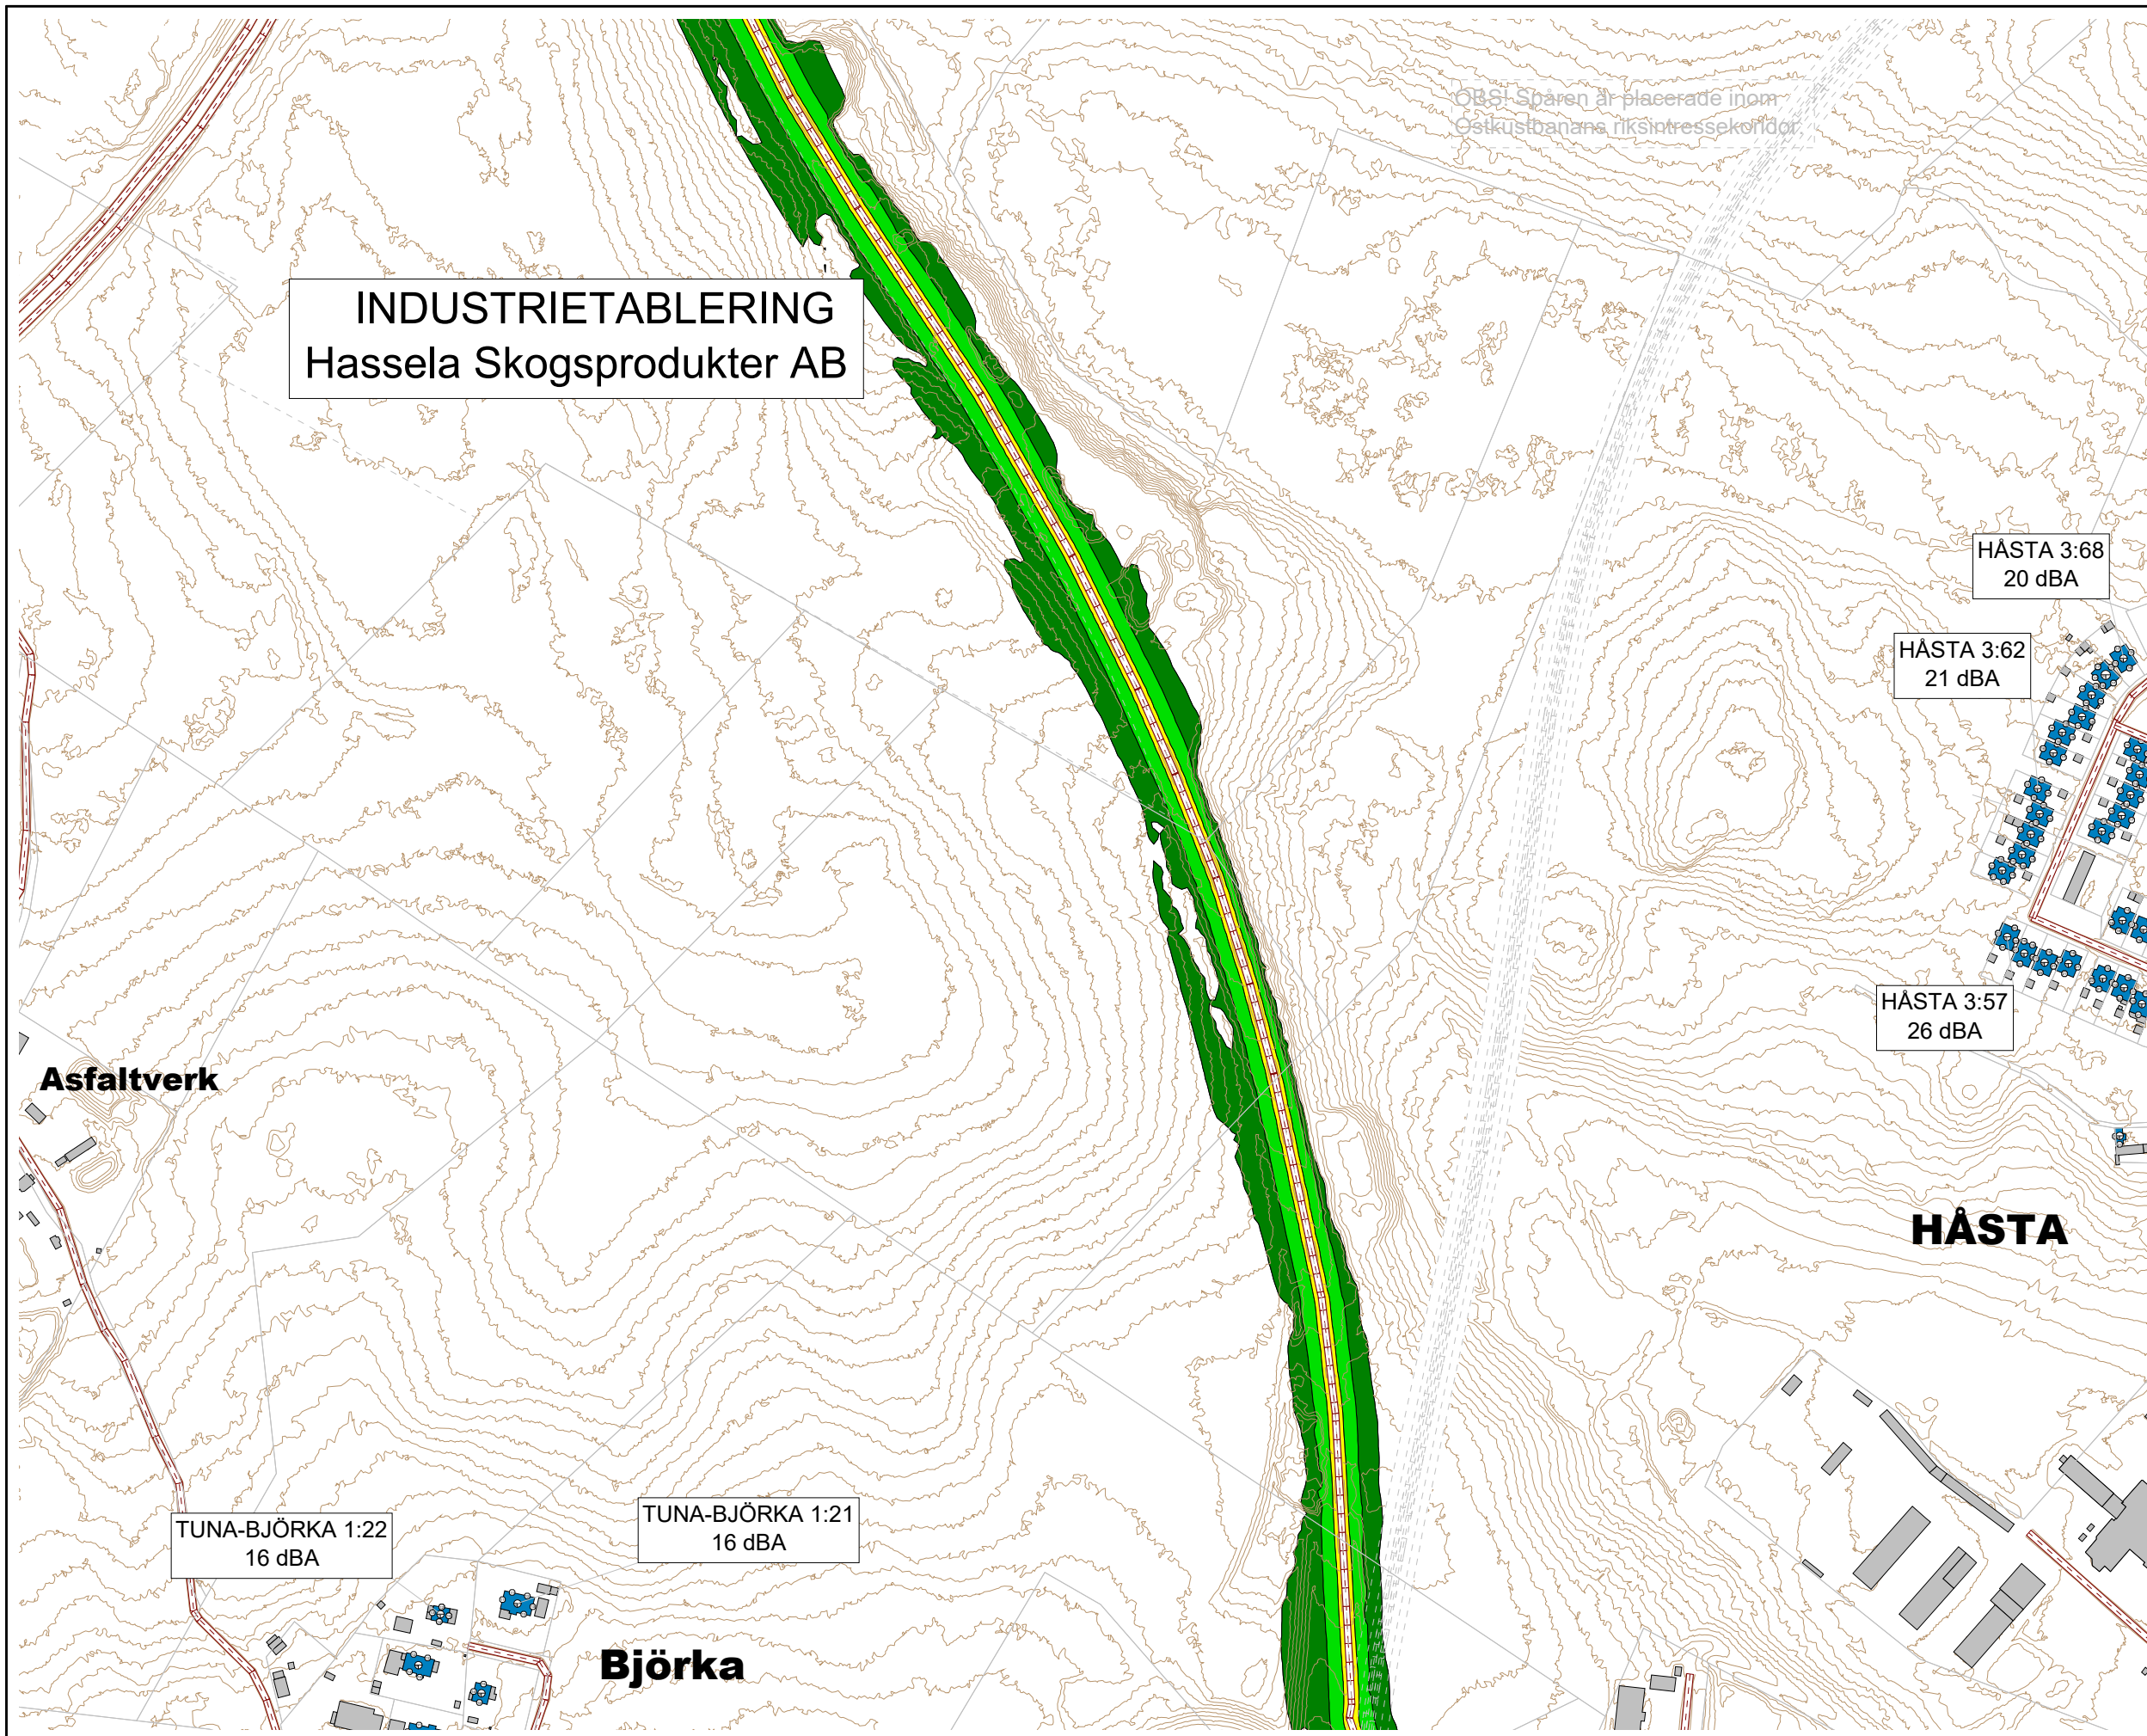 OBS! Spåren är placerade inom
Ostkustbanans riksintressekorridor.
INDUSTRIETABLERING
Hassela Skogsprodukter AB
HÅSTA 3:68
20 dBA
HÅSTA 3:62
21 dBA
HÅSTA 3:57
26 dBA
Asfaltverk
HÅSTA
TUNA-BJÖRKA 1:22
16 dBA
TUNA-BJÖRKA 1:21
16 dBA
Björka